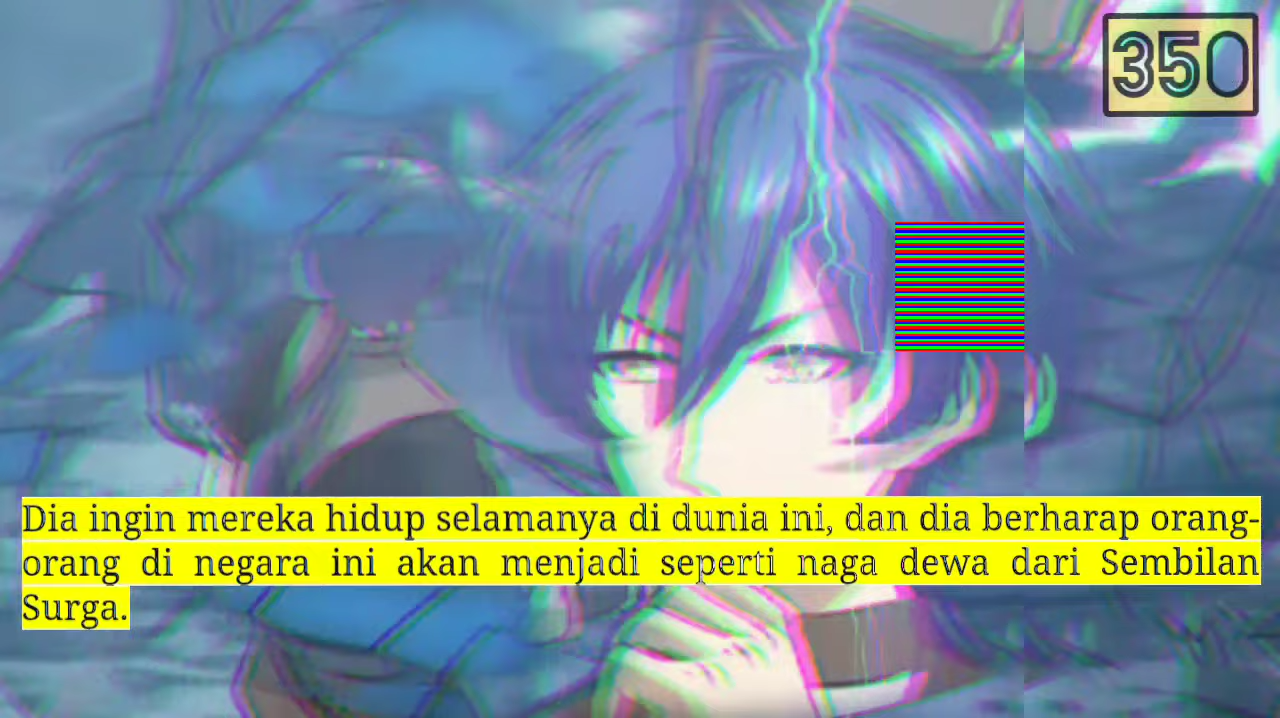 350
Dia ingin mereka hidup selamanya di dunia ini, dan dia berharap orang-
orang di negara ini akan menjadi seperti naga dewa dari Sembilan
Surga.